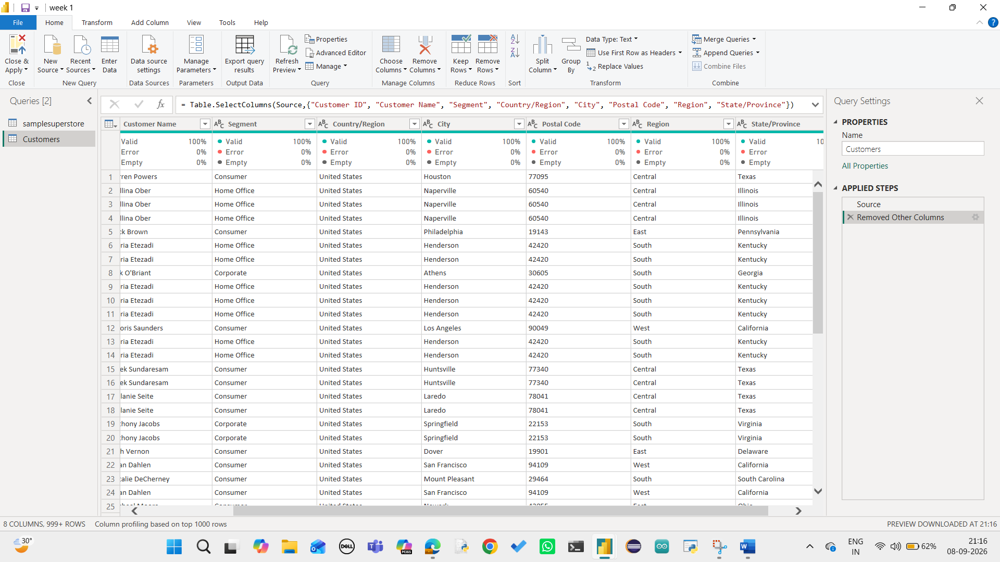 week 1
File Home Transform Add Column View Tools Help
Close & Apply
New Source
Recent Sources
Enter Data
Data source settings
Manage Parameters
Export query results
Refresh Preview
Properties
Advanced Editor
Manage
Choose Columns
Remove Columns
Keep Rows
Remove Rows
Split Column
Group By
Data Type: Text
Use First Row as Headers
Replace Values
Merge Queries
Append Queries
Combine Files
Close New Query Data Sources Parameters Output Data Query Manage Columns Reduce Rows Sort Transform Combine
Queries [2]
samplesuperstore
Customers
fx
= Table.SelectColumns(Source,{"Customer ID", "Customer Name", "Segment", "Country/Region", "City", "Postal Code", "Region", "State/Province"})
Customer Name ABC Segment ABC Country/Region ABC City ABC Postal Code ABC Region ABC State/Province
Valid 100% Valid 100% Valid 100% Valid 100% Valid 100% Valid 100% Valid 10
Error 0% Error 0% Error 0% Error 0% Error 0% Error 0% Error
Empty 0% Empty 0% Empty 0% Empty 0% Empty 0% Empty 0% Empty
1 rren Powers Consumer United States Houston 77095 Central Texas
2 llina Ober Home Office United States Naperville 60540 Central Illinois
3 llina Ober Home Office United States Naperville 60540 Central Illinois
4 llina Ober Home Office United States Naperville 60540 Central Illinois
5 ck Brown Consumer United States Philadelphia 19143 East Pennsylvania
6 ria Etezadi Home Office United States Henderson 42420 South Kentucky
7 ria Etezadi Home Office United States Henderson 42420 South Kentucky
8 k O'Briant Corporate United States Athens 30605 South Georgia
9 ria Etezadi Home Office United States Henderson 42420 South Kentucky
10 ria Etezadi Home Office United States Henderson 42420 South Kentucky
11 ria Etezadi Home Office United States Henderson 42420 South Kentucky
12 oris Saunders Consumer United States Los Angeles 90049 West California
13 ria Etezadi Home Office United States Henderson 42420 South Kentucky
14 ria Etezadi Home Office United States Henderson 42420 South Kentucky
15 ek Sundaresam Consumer United States Huntsville 77340 Central Texas
16 ek Sundaresam Consumer United States Huntsville 77340 Central Texas
17 lanie Seite Consumer United States Laredo 78041 Central Texas
18 lanie Seite Consumer United States Laredo 78041 Central Texas
19 thony Jacobs Corporate United States Springfield 22153 South Virginia
20 thony Jacobs Corporate United States Springfield 22153 South Virginia
21 h Vernon Consumer United States Dover 19901 East Delaware
22 an Dahlen Consumer United States San Francisco 94109 West California
23 talie DeCherney Consumer United States Mount Pleasant 29464 South South Carolina
24 an Dahlen Consumer United States San Francisco 94109 West California
25
Query Settings
PROPERTIES
Name
Customers
All Properties
APPLIED STEPS
Source
Removed Other Columns
8 COLUMNS, 999+ ROWS Column profiling based on top 1000 rows
PREVIEW DOWNLOADED AT 21:16
30°
DELL
M365
ENG
IN
62%
21:16
08-09-2026